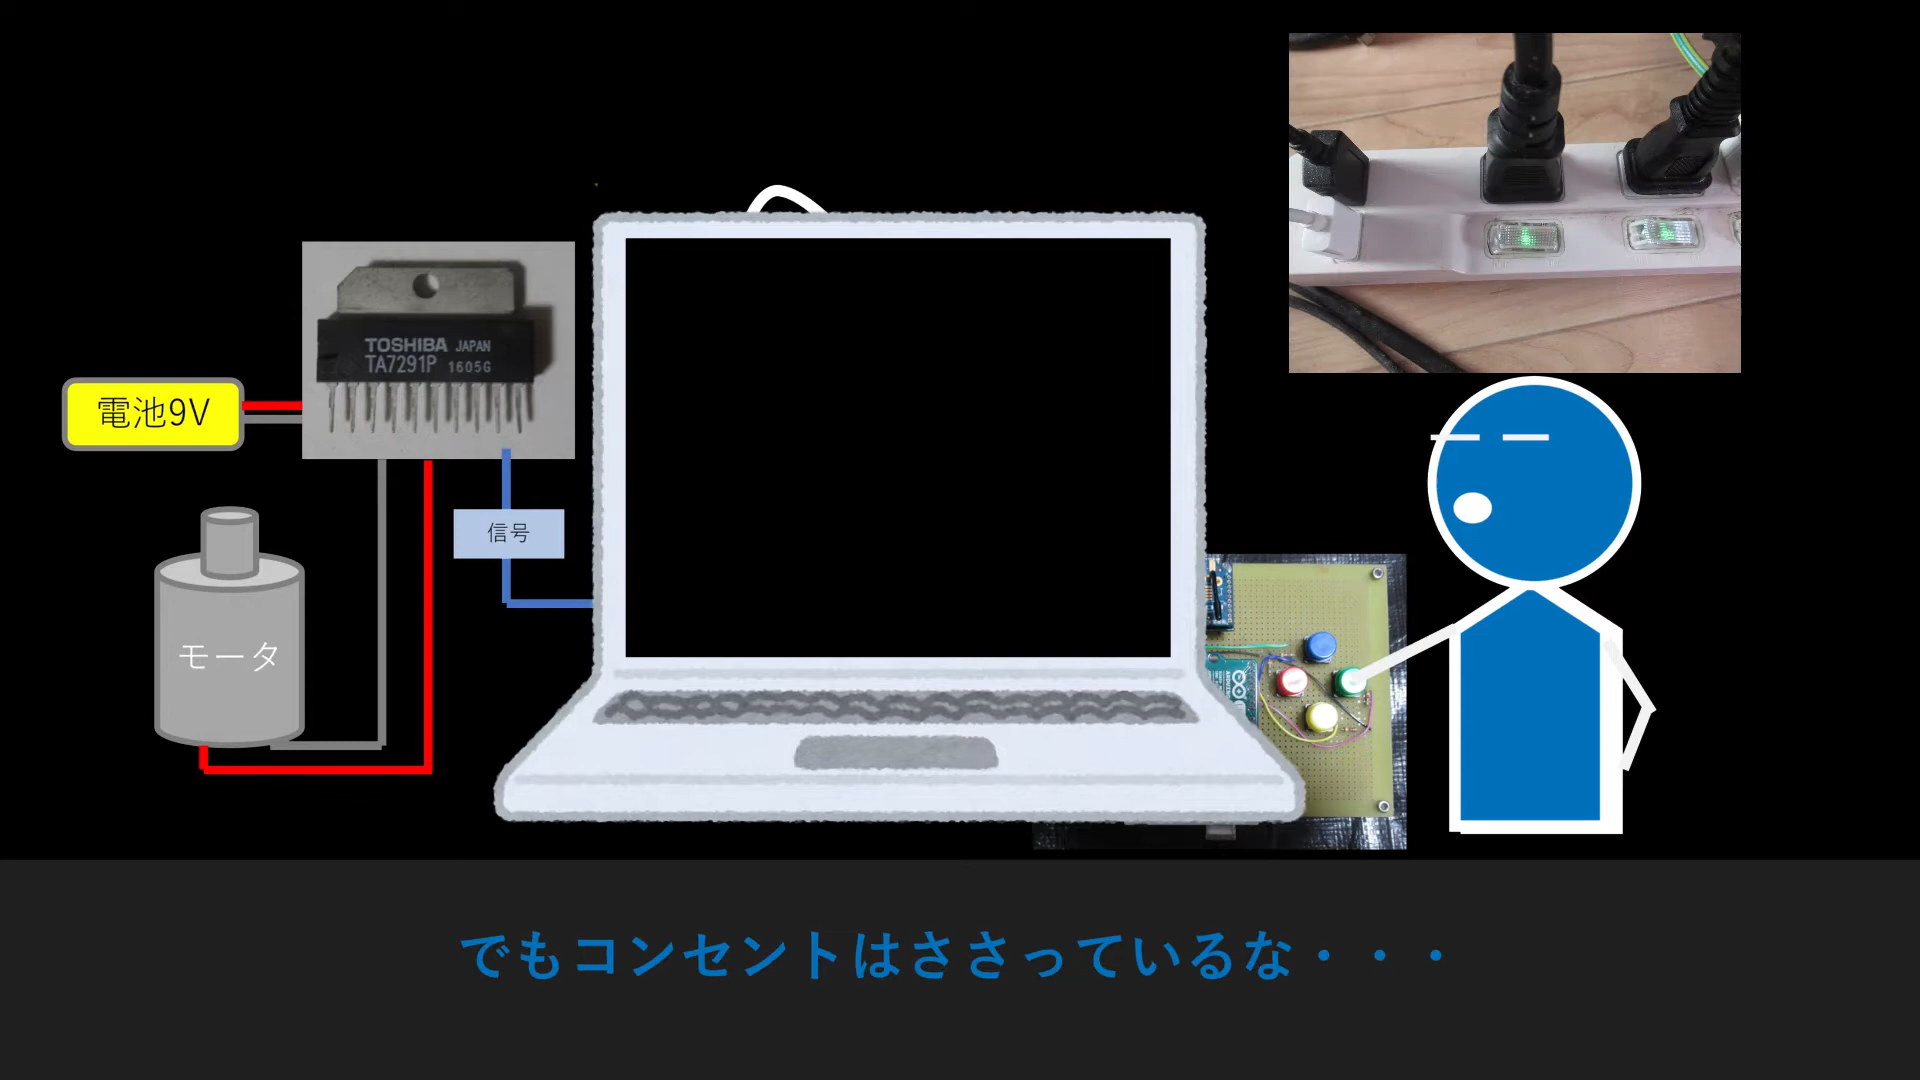 TOSHIBA JAPAN
TA7291P 1605G
電池9V
信号
モータ
でもコンセントはささっているな・・・